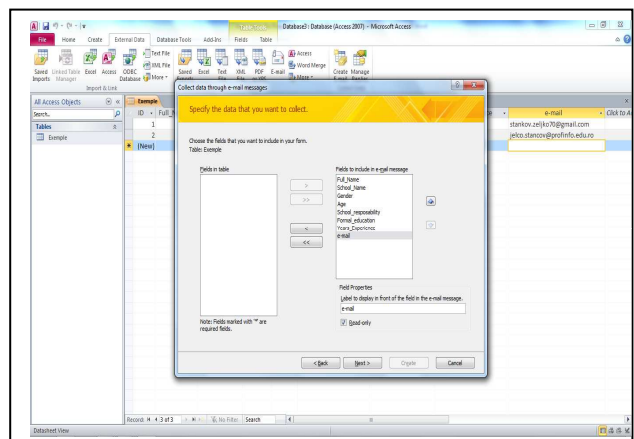 Table Tools Database3 : Database (Access 2007) - Microsoft Access
File Home Create External Data Database Tools Add-Ins Fields Table
Saved Imports
Linked Table Manager
Excel
Access
ODBC Database
Text File
XML File
More
Import & Link
Saved
Excel
Text File
XML File
PDF
E-mail
Access
Word Merge
More
Create E-mail
Manage
All Access Objects
Search..
Tables
Exemple
Exemple
ID Full_N e-mail Click to A
1 stankov.zeljko70@gmail.com
2 jelco.stancov@profinfo.edu.ro
(New)
Collect data through e-mail messages
Specify the data that you want to collect.
Choose the fields that you want to include in your form.
Table: Exemple
Fields in table
Fields to include in e-mail message
Full_Name
School_Name
Gender
Age
School_resposability
Formal_education
Years_Experience
e-mail
>
>>
<
<<
Field Properties
Label to display in front of the field in the e-mail message.
e-mail
Read-only
Note: Fields marked with '*' are
required fields.
< Back Next > Create Cancel
Record: 3 of 3 No Filter Search
Datasheet View